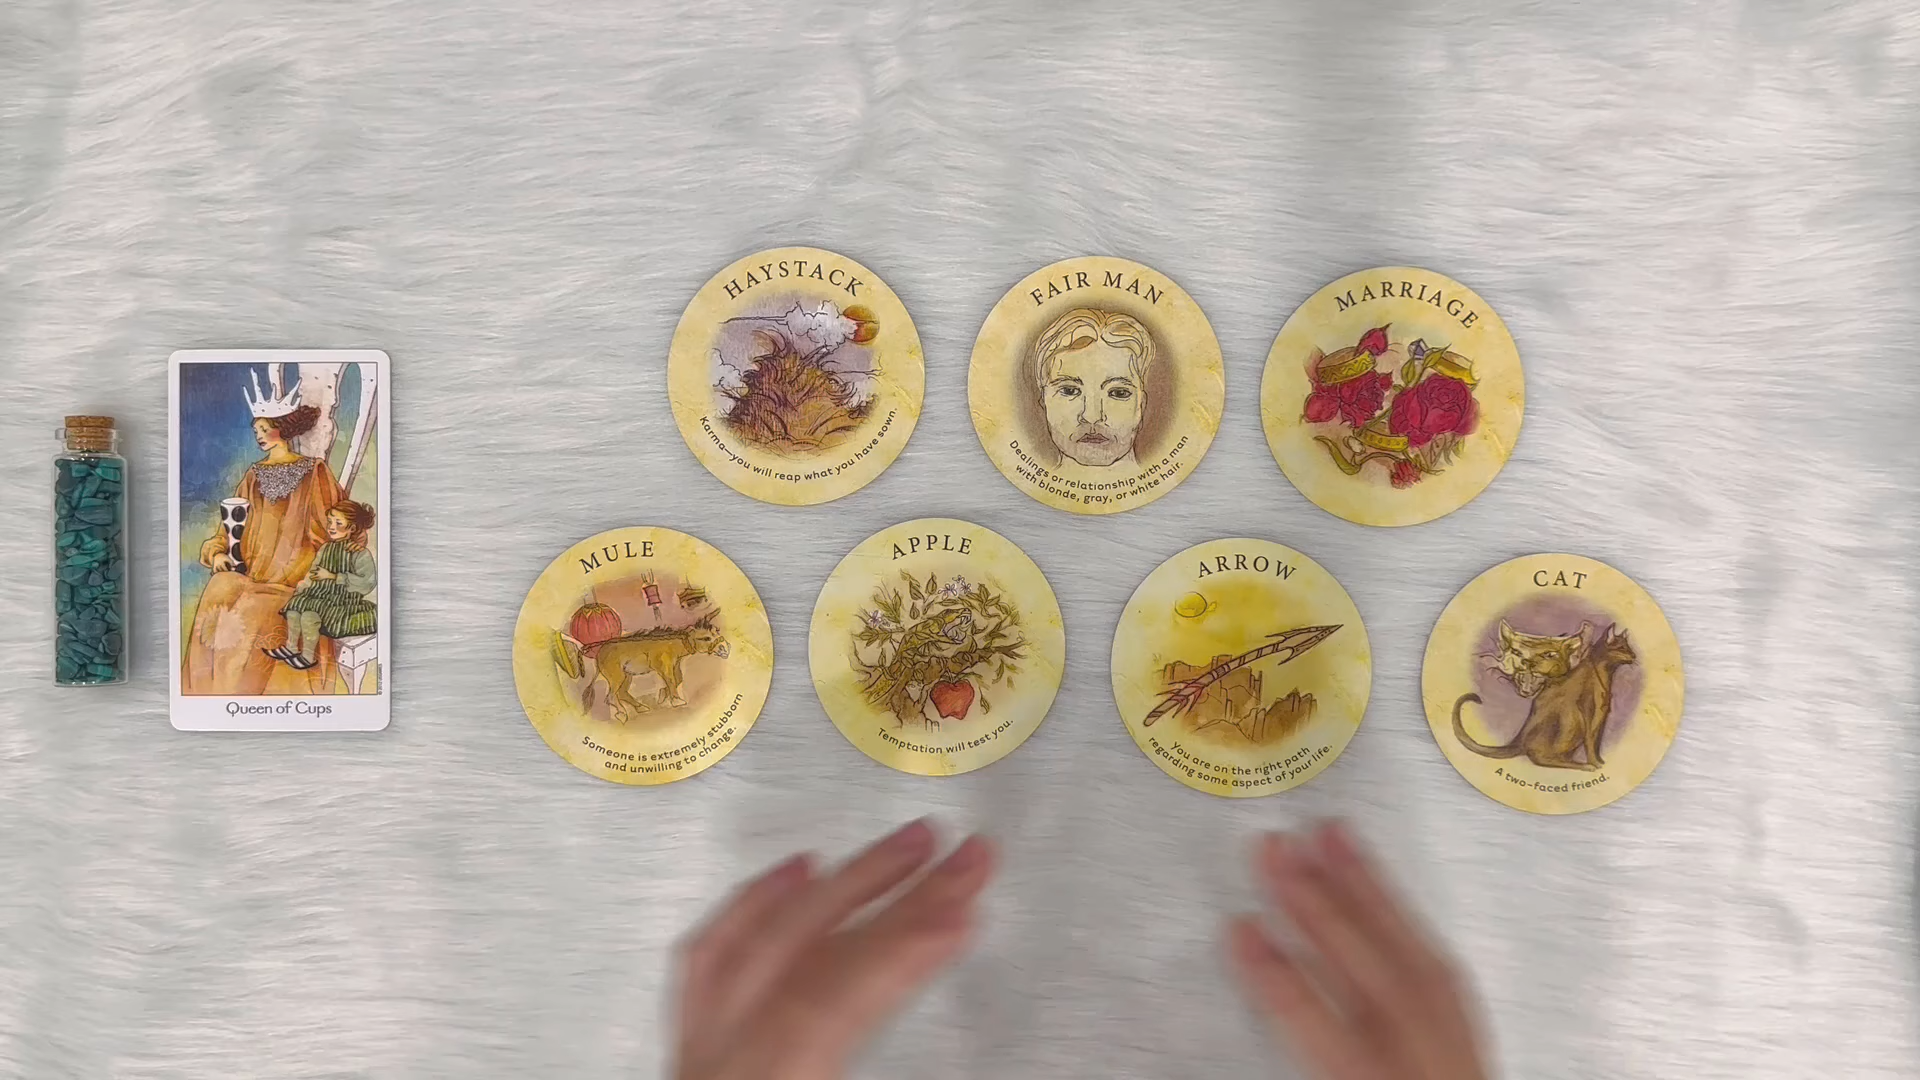 HAYSTACK
Karma—you will reap what you have sown.
FAIR MAN
Dealings or relationship with a man
with blonde, gray, or white hair.
MARRIAGE
MULE
Someone is extremely stubborn
and unwilling to change.
APPLE
Temptation will test you.
ARROW
You are on the right path
regarding some aspect of your life.
CAT
A two-faced friend.
Queen of Cups